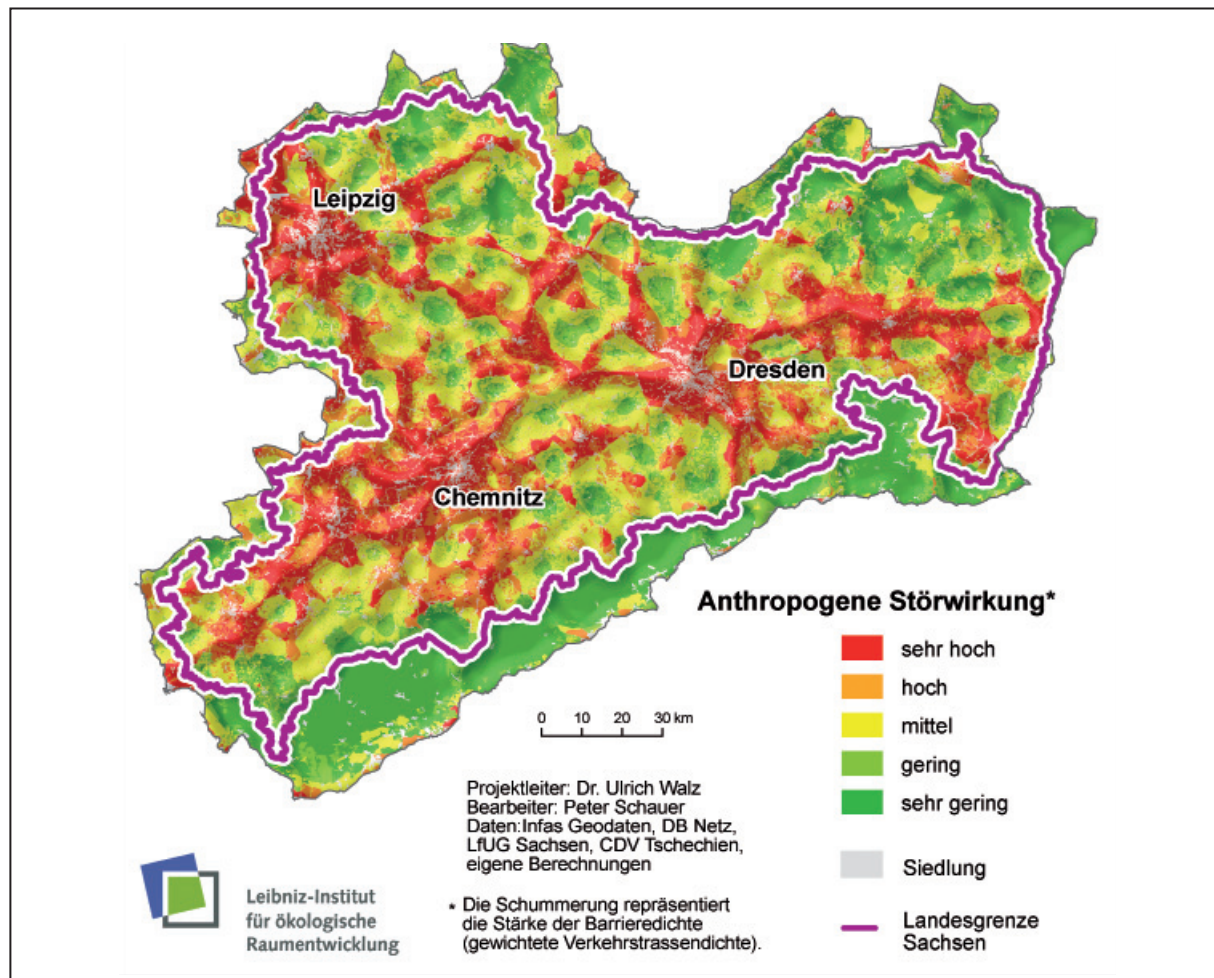 Leipzig
Dresden
Chemnitz
Anthropogene Störwirkung*
sehr hoch
hoch
mittel
gering
sehr gering
Siedlung
Landesgrenze
Sachsen
0 10 20 30 km
Projektleiter: Dr. Ulrich Walz
Bearbeiter: Peter Schauer
Daten:Infas Geodaten, DB Netz,
LfUG Sachsen, CDV Tschechien,
eigene Berechnungen
* Die Schummerung repräsentiert
die Stärke der Barrieredichte
(gewichtete Verkehrstrassendichte).
Leibniz-Institut
für ökologische
Raumentwicklung